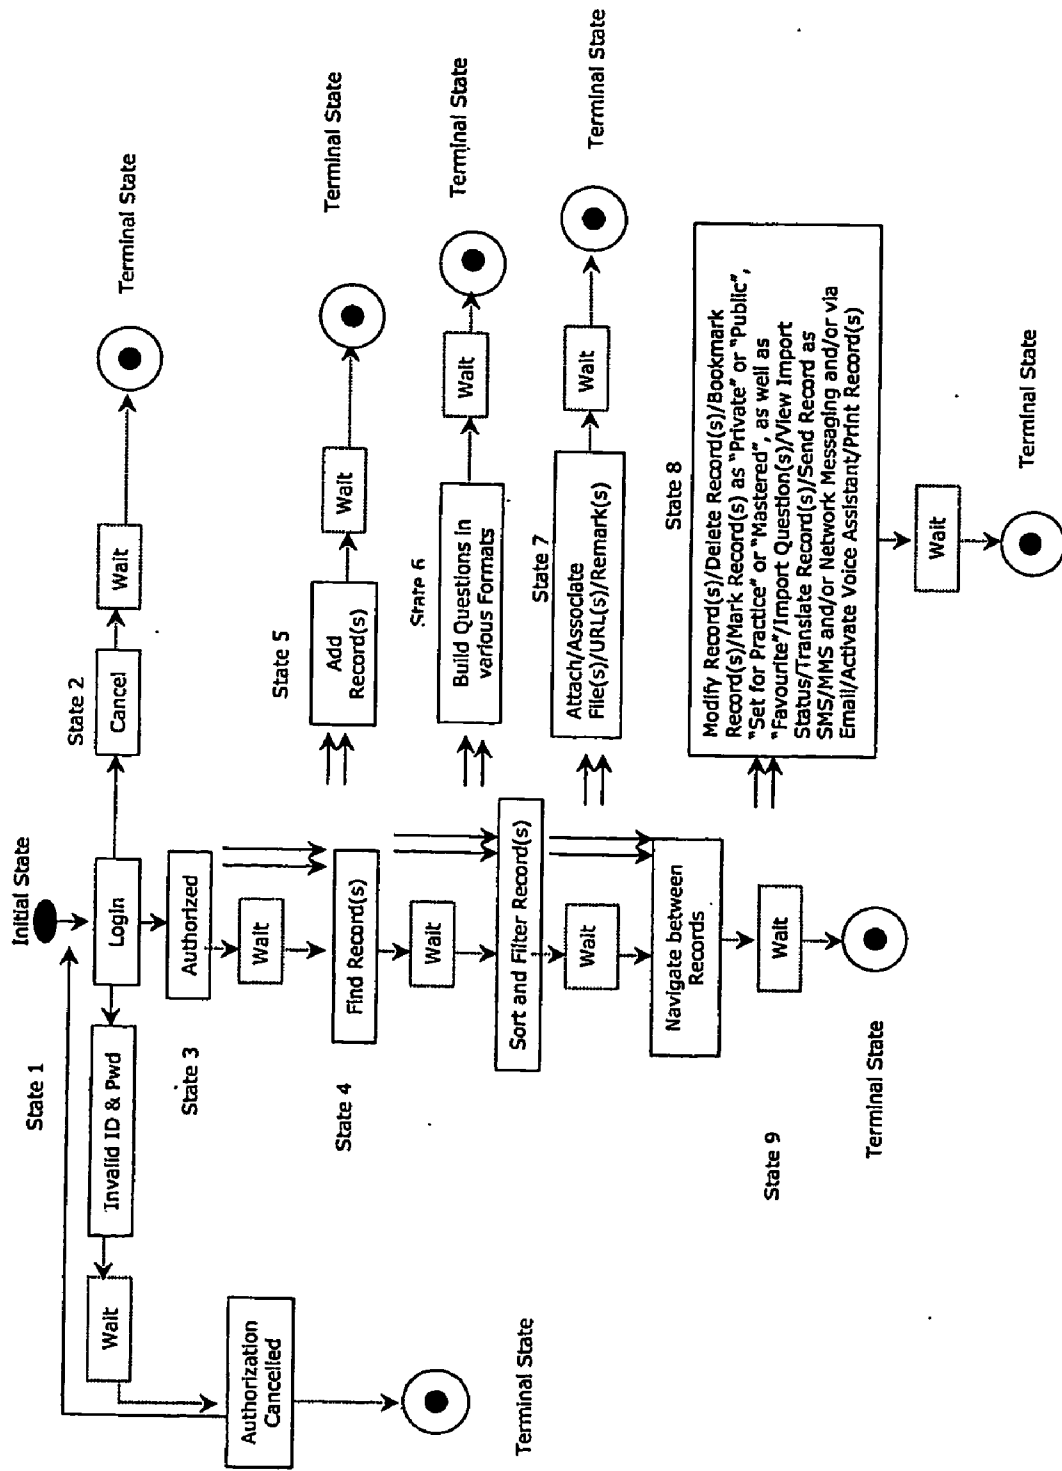 Initial State
State 1
Login
Invalid ID & Pwd
Wait
Authorization
Cancelled
Terminal State
State 2
Cancel
Wait
Terminal State
State 3
Authorized
Wait
State 4
Find Record(s)
Wait
Sort and Filter Record(s)
Wait
Navigate between
Records
State 9
Wait
Terminal State
State 5
Add
Record(s)
Wait
Terminal State
State 6
Build Questions in
various Formats
Wait
Terminal State
State 7
Attach/Associate
File(s)/URL(s)/Remark(s)
Wait
Terminal State
State 8
Modify Record(s)/Delete Record(s)/Bookmark
Record(s)/Mark Record(s) as “Private” or “Public”,
“Set for Practice” or “Mastered”, as well as
“Favourite”/Import Question(s)/View Import
Status/Translate Record(s)/Send Record as
SMS/MMS and/or Network Messaging and/or via
Email/Activate Voice Assistant/Print Record(s)
Wait
Terminal State